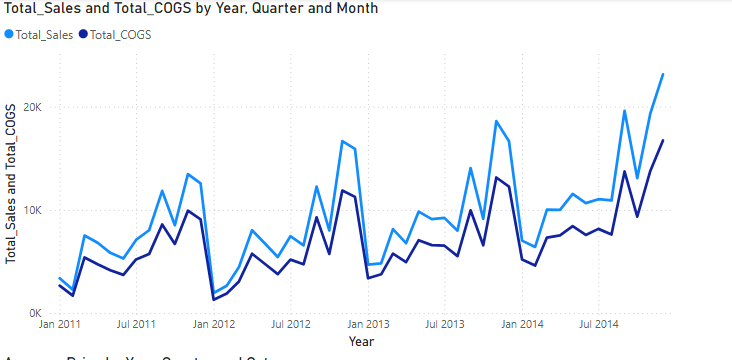 Total_Sales and Total_COGS by Year, Quarter and Month
Total_Sales Total_COGS
Total_Sales and Total_COGS
20K
10K
0K
Jan 2011 Jul 2011 Jan 2012 Jul 2012 Jan 2013 Jul 2013 Jan 2014 Jul 2014
Year